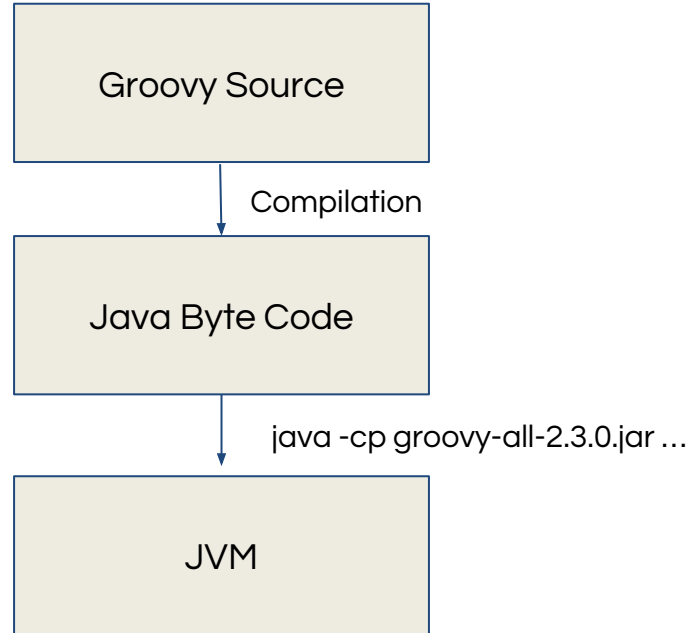 Groovy Source
Compilation
Java Byte Code
java -cp groovy-all-2.3.0.jar …
JVM